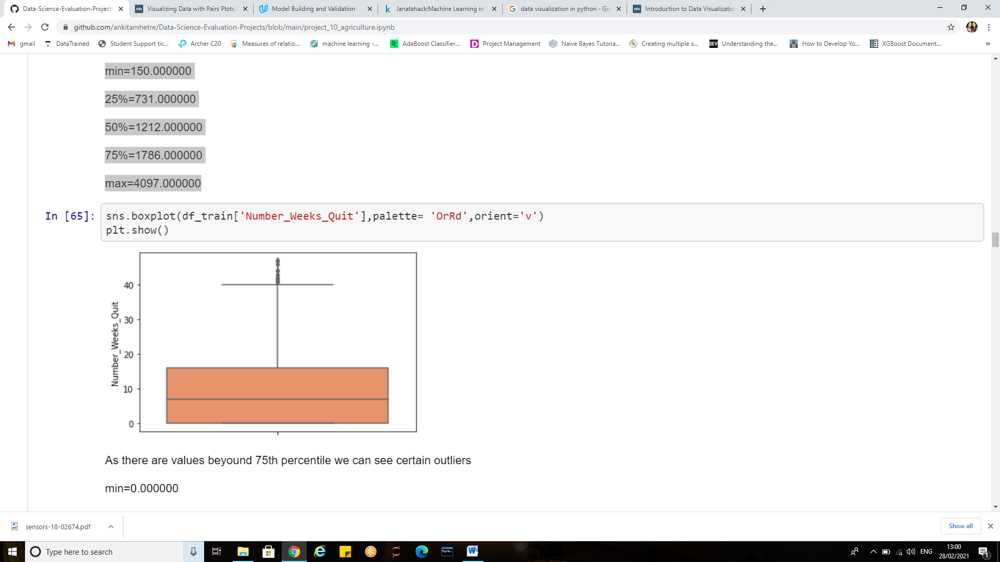 Data-Science-Evaluation-Projects
Visualizing Data with Pairs Plots i
Model Building and Validation
Janatahack:Machine Learning in A
data visualization in python - Goo
Introduction to Data Visualization
github.com/ankitamhetre/Data-Science-Evaluation-Projects/blob/main/project_10_agriculture.ipynb
gmail DataTrained Student Support tic... Archer C20 Measures of relatio... machine learning -... AdaBoost Classifier... Project Management Naive Bayes Tutoria... Creating multiple s... DEV Understanding the... How to Develop Yo... XGBoost Document... »
min=150.000000
25%=731.000000
50%=1212.000000
75%=1786.000000
max=4097.000000
In [65]: sns.boxplot(df_train['Number_Weeks_Quit'],palette= 'OrRd',orient='v')
plt.show()
40
30
20
10
0
Number_Weeks_Quit
As there are values beyound 75th percentile we can see certain outliers
min=0.000000
sensors-18-02674.pdf
Show all
Type here to search
ENG
13:00
28/02/2021
1